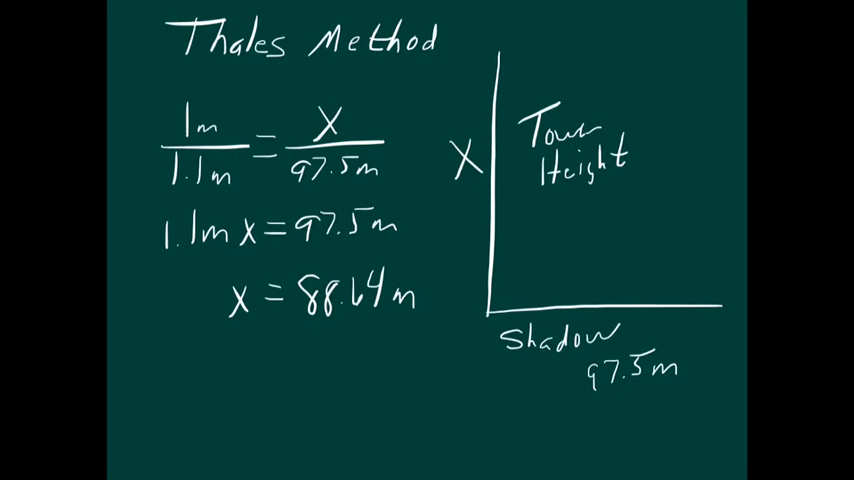 Thales Method
1m / 1.1m = X / 97.5m
1.1m x = 97.5m
x = 88.64m
X
Tower
Height
Shadow
97.5m